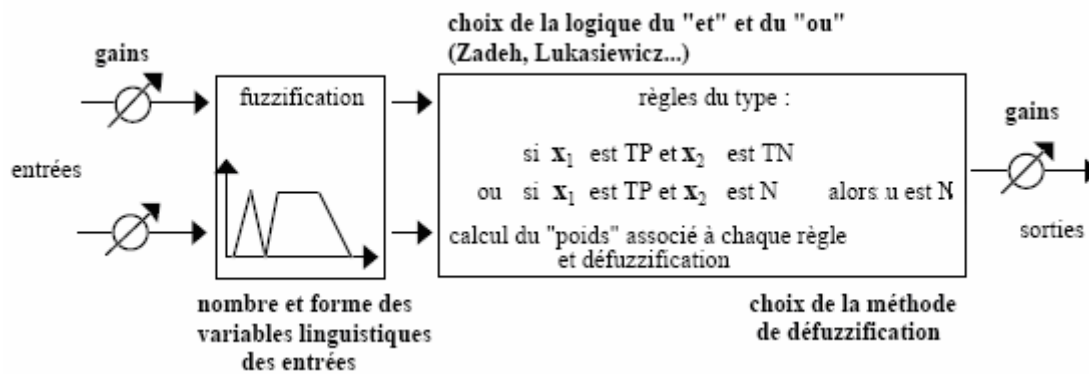 choix de la logique du "et" et du "ou"
(Zadeh, Lukasiewicz...)
gains
fuzzification
règles du type :
gains
si x1 est TP et x2 est TN
entrées
ou si x1 est TP et x2 est N alors u est N
sorties
calcul du "poids" associé à chaque règle
et défuzzification
nombre et forme des
variables linguistiques
des entrées
choix de la méthode
de défuzzification